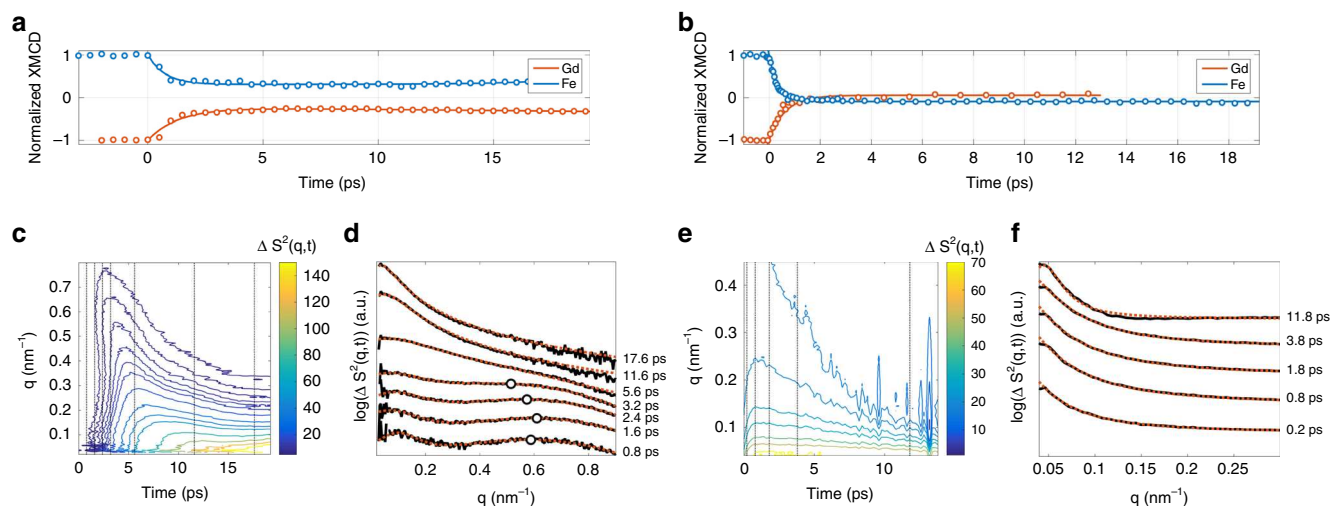 a
Normalized XMCD
1
0
−1
0
5
10
15
Time (ps)
Gd
Fe
b
Normalized XMCD
1
0
−1
0
2
4
6
8
10
12
14
16
18
Time (ps)
Gd
Fe
c
Δ S²(q,t)
q (nm⁻¹)
0.7
0.6
0.5
0.4
0.3
0.2
0.1
0
5
10
15
Time (ps)
140
120
100
80
60
40
20
d
log(Δ S²(q,t)) (a.u.)
17.6 ps
11.6 ps
5.6 ps
3.2 ps
2.4 ps
1.6 ps
0.8 ps
0.2
0.4
0.6
0.8
q (nm⁻¹)
e
Δ S²(q,t)
q (nm⁻¹)
0.4
0.3
0.2
0.1
0
5
10
Time (ps)
70
60
50
40
30
20
10
0
f
log(Δ S²(q,t)) (a.u.)
11.8 ps
3.8 ps
1.8 ps
0.8 ps
0.2 ps
0.05
0.1
0.15
0.2
0.25
q (nm⁻¹)